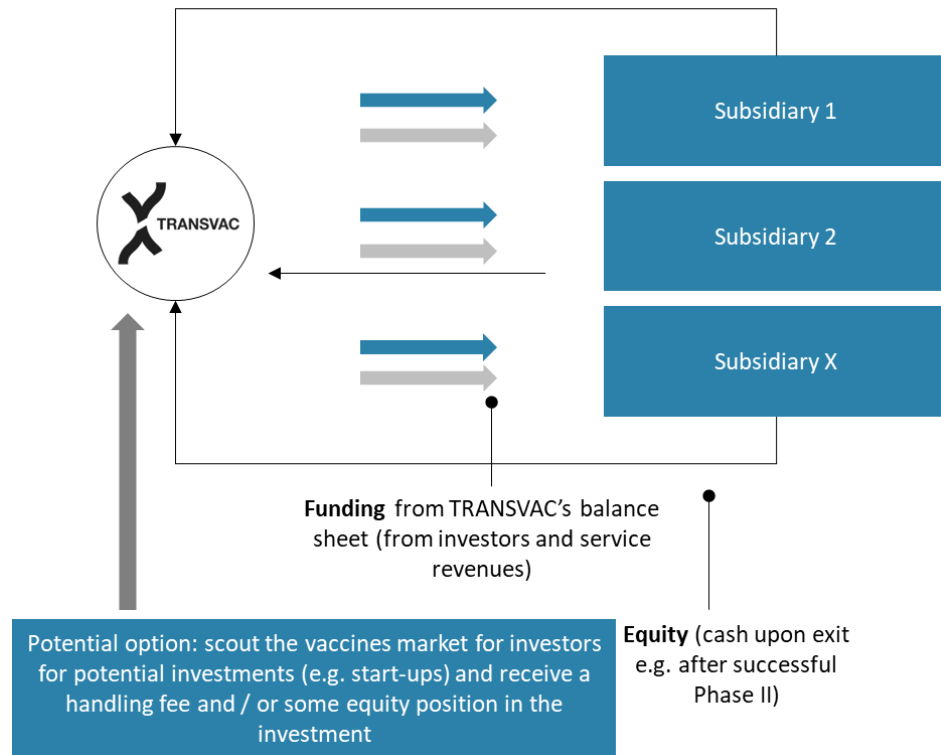 Subsidiary 1
TRANSVAC
Subsidiary 2
Subsidiary X
Funding from TRANSVAC’s balance
sheet (from investors and service
revenues)
Potential option: scout the vaccines market for investors
for potential investments (e.g. start-ups) and receive a
handling fee and / or some equity position in the
investment
Equity (cash upon exit
e.g. after successful
Phase II)